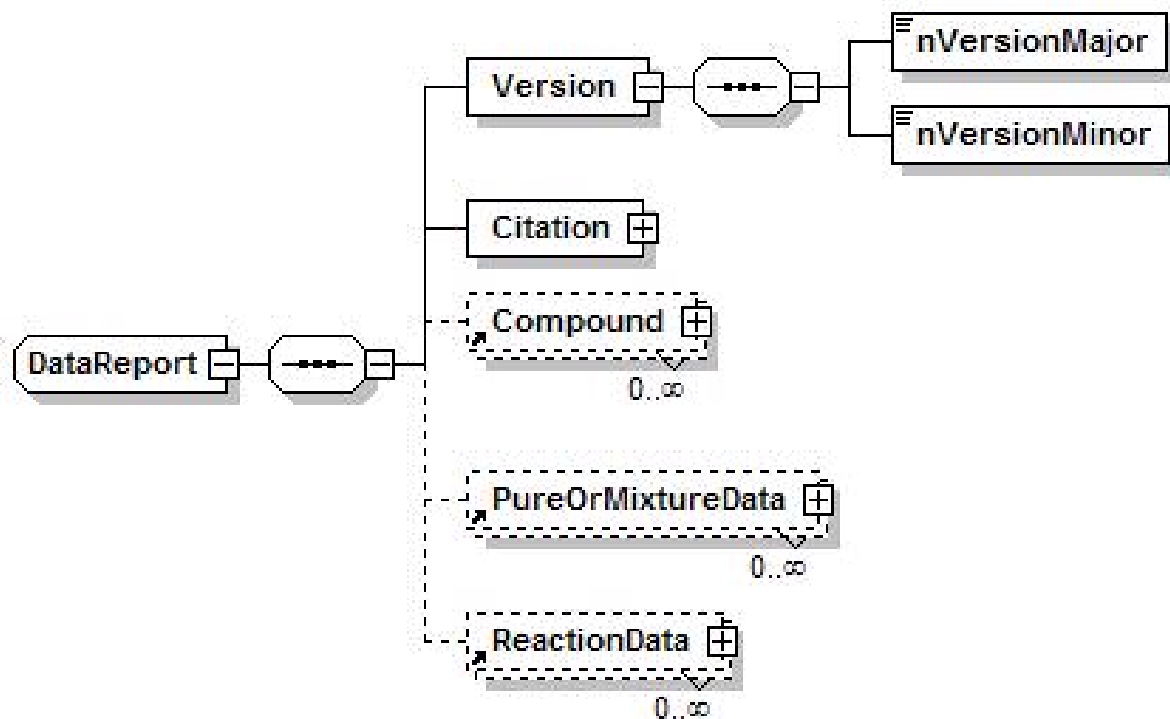 nVersionMajor
Version
nVersionMinor
Citation
Compound
0..∞
DataReport
PureOrMixtureData
0..∞
ReactionData
0..∞